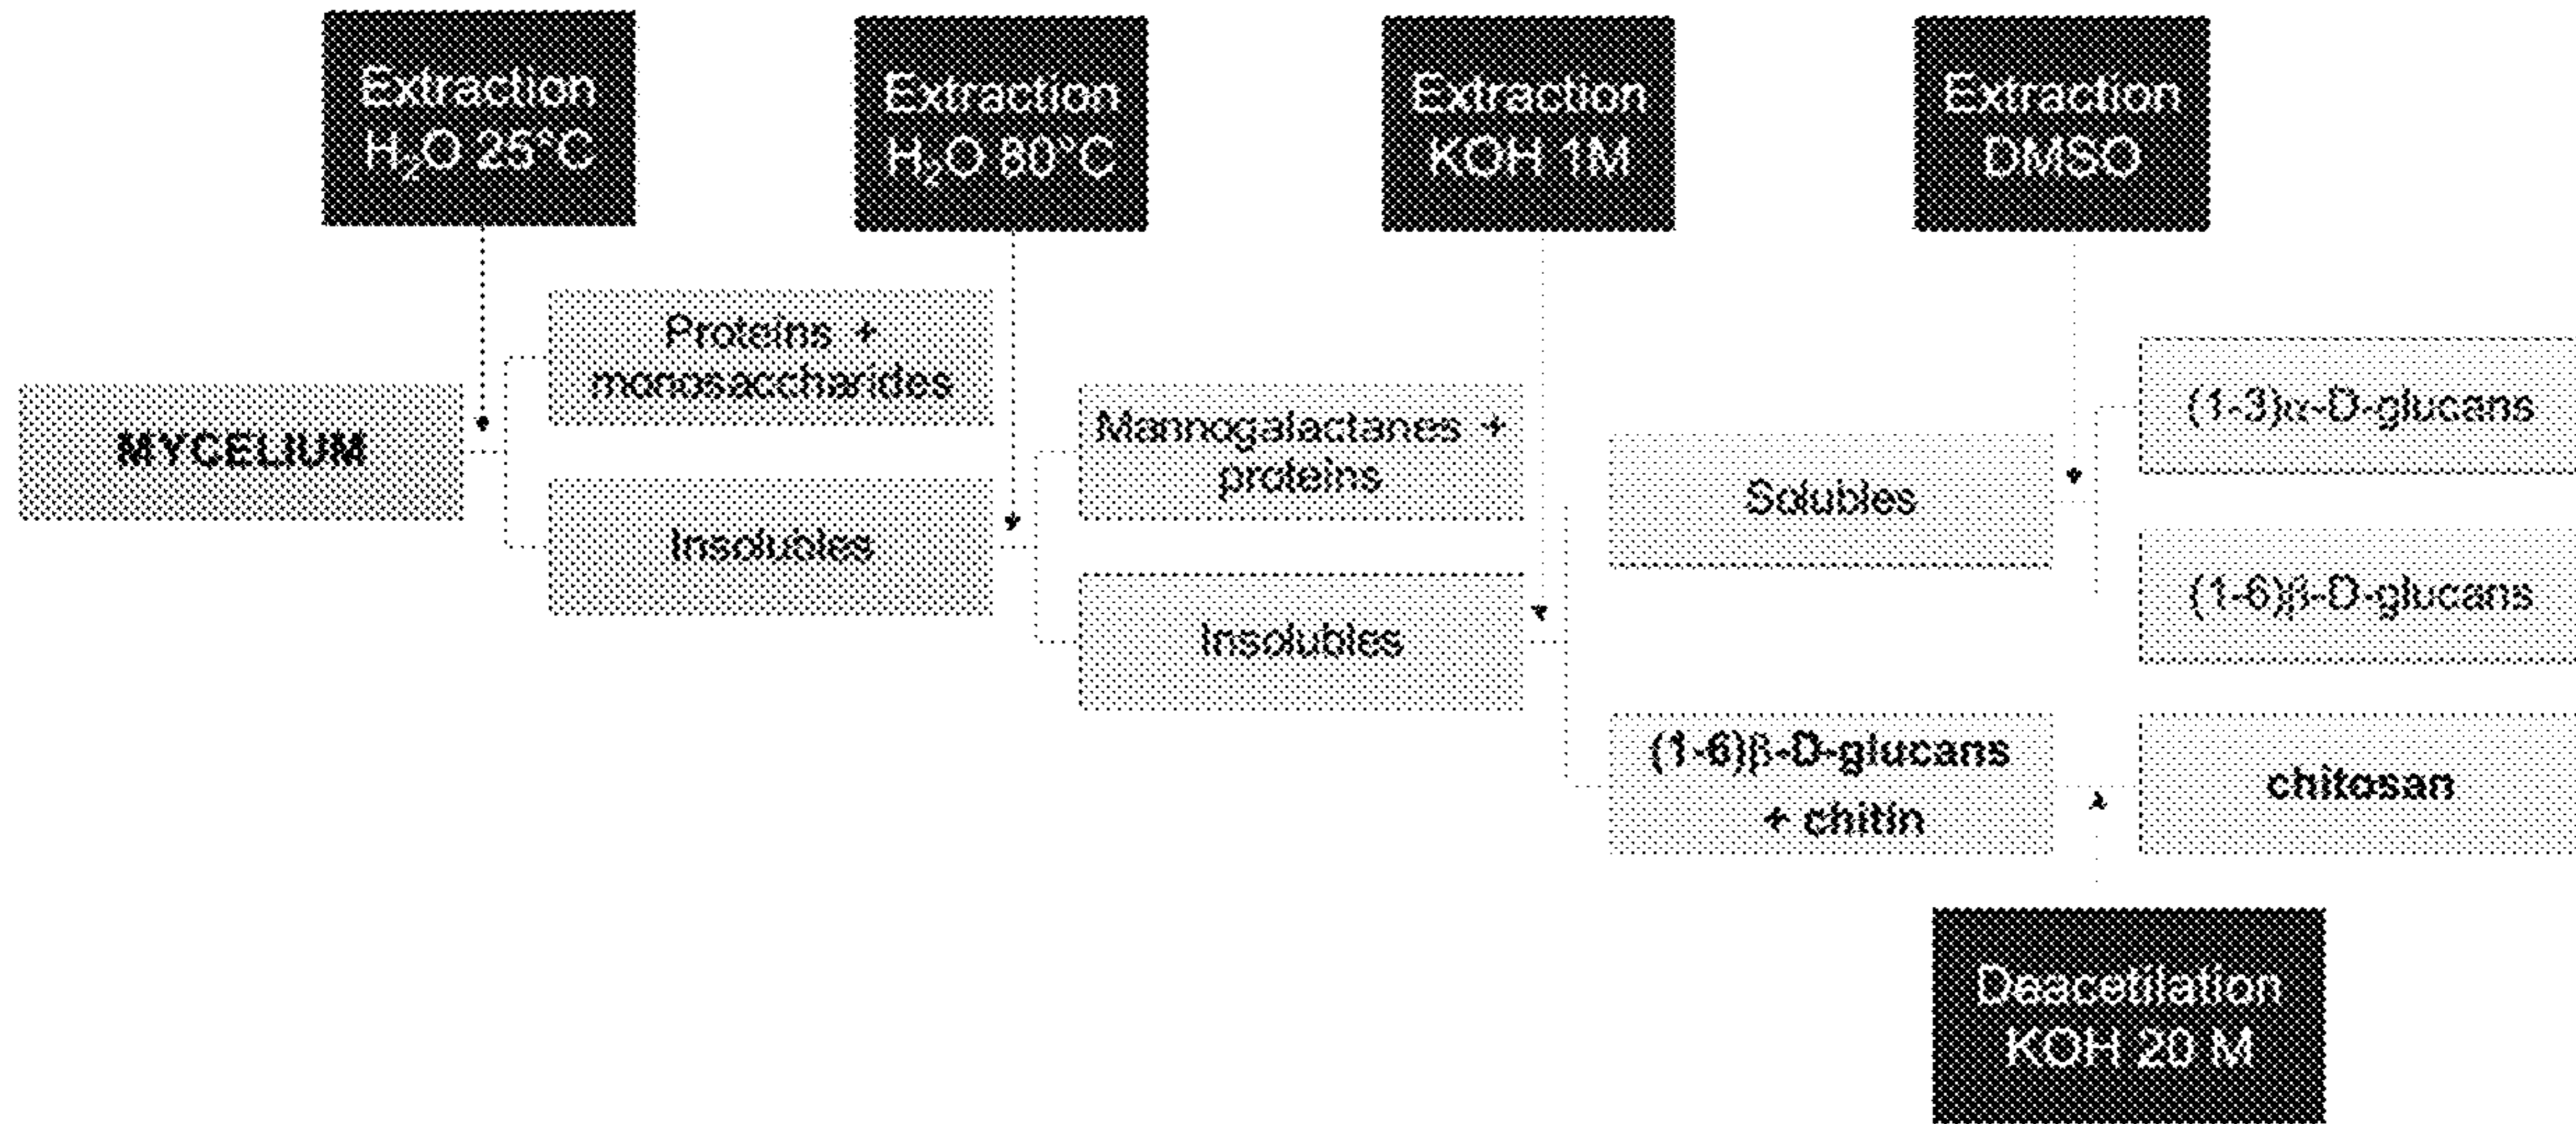 Extraction
H₂O 25°C
Extraction
H₂O 80°C
Extraction
KOH 1M
Extraction
DMSO
Proteins +
monosaccharides
MYCELIUM
Insolubles
Mannogalactanes +
proteins
Insolubles
Solubles
(1-3)α-D-glucans
(1-6)β-D-glucans
(1-6)β-D-glucans
+ chitin
chitosan
Deacetilation
KOH 20 M